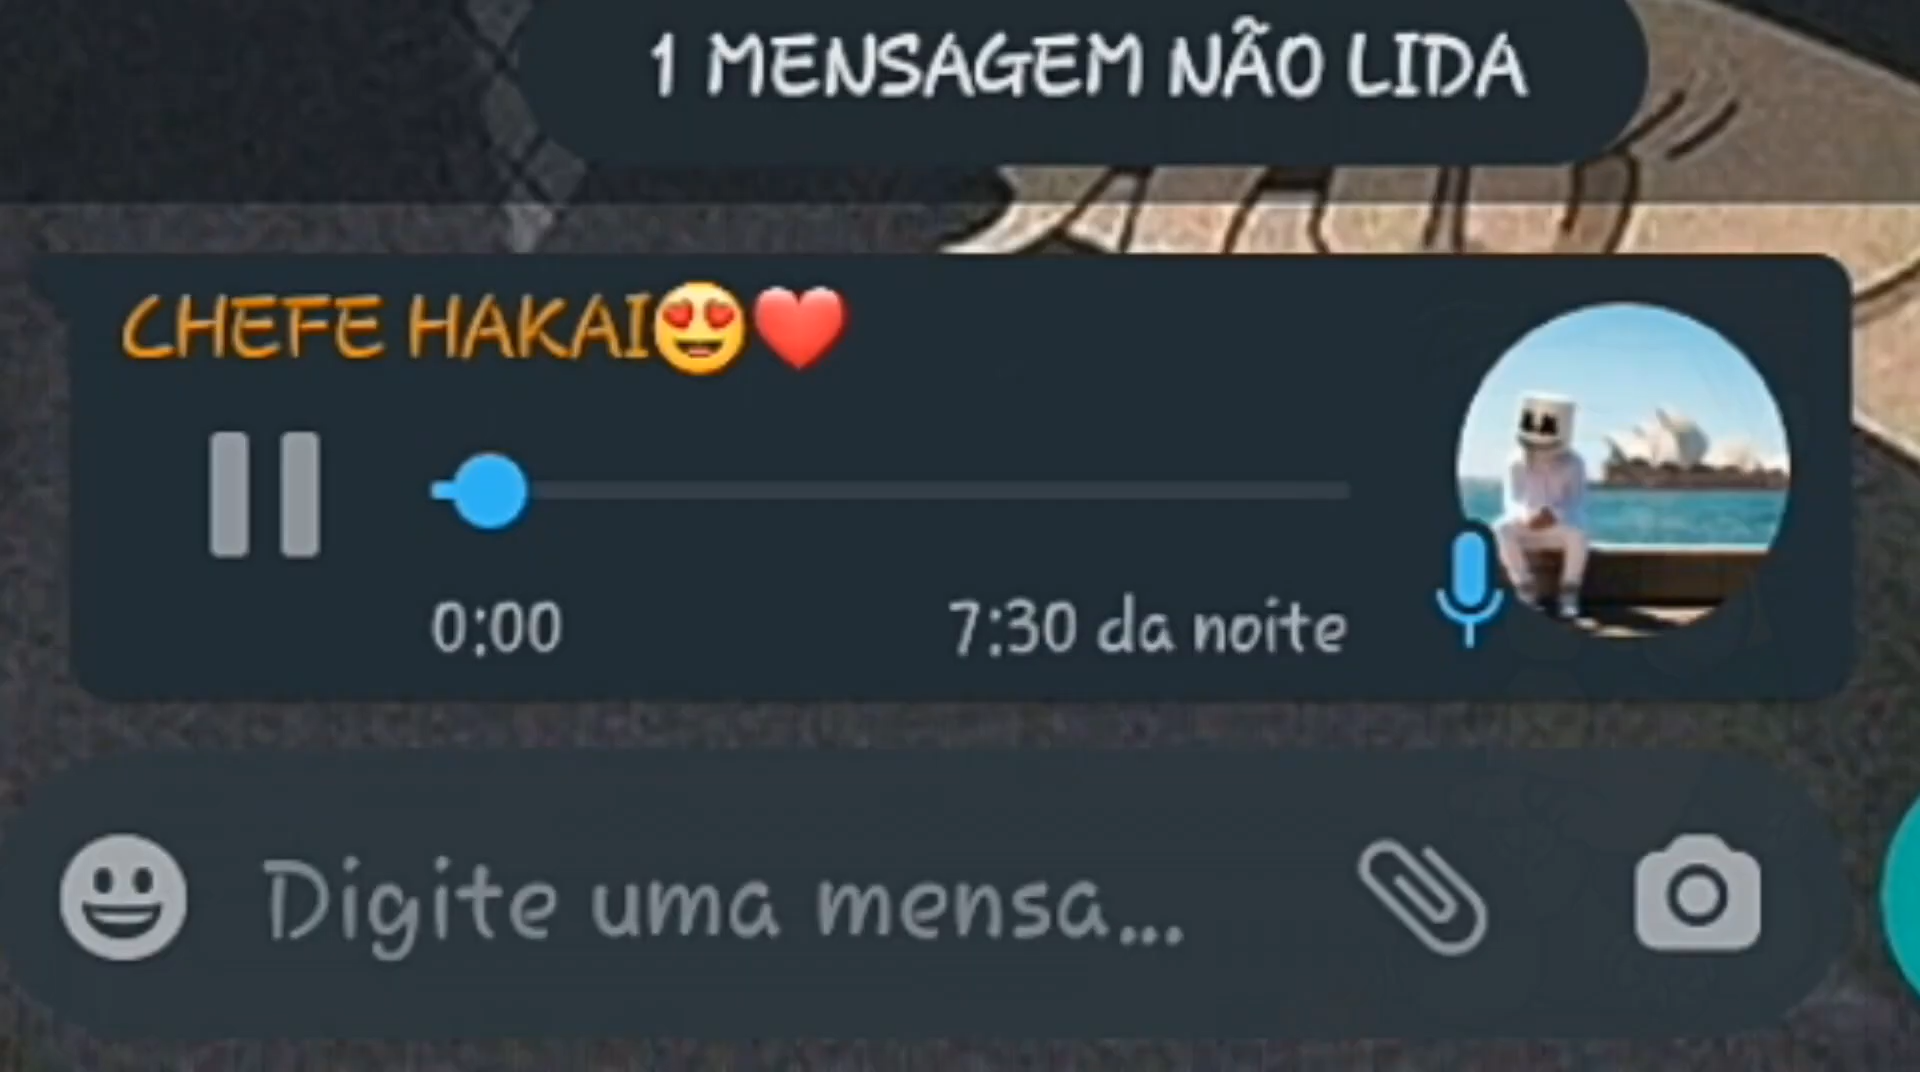 1 MENSAGEM NÃO LIDA
CHEFE HAKAI😍❤️
0:00
7:30 da noite
Digite uma mensa...